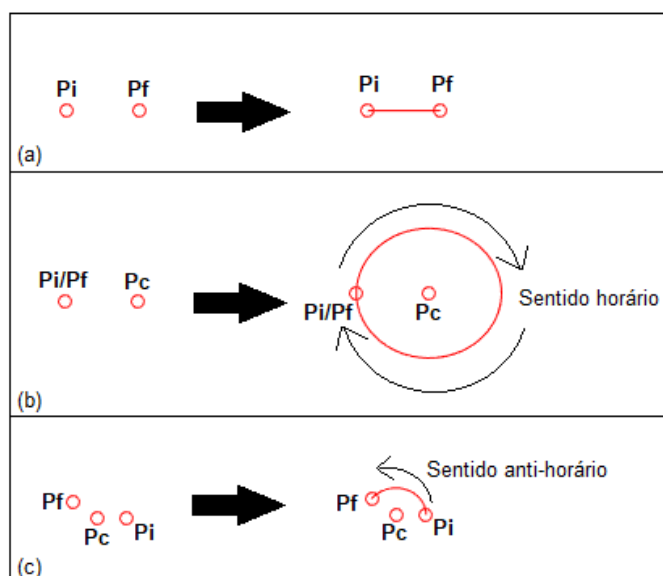 Pi Pf Pi Pf
(a)
Pi/Pf Pc Pi/Pf Pc Sentido horário
(b)
Sentido anti-horário
Pf Pc Pi Pf Pc Pi
(c)